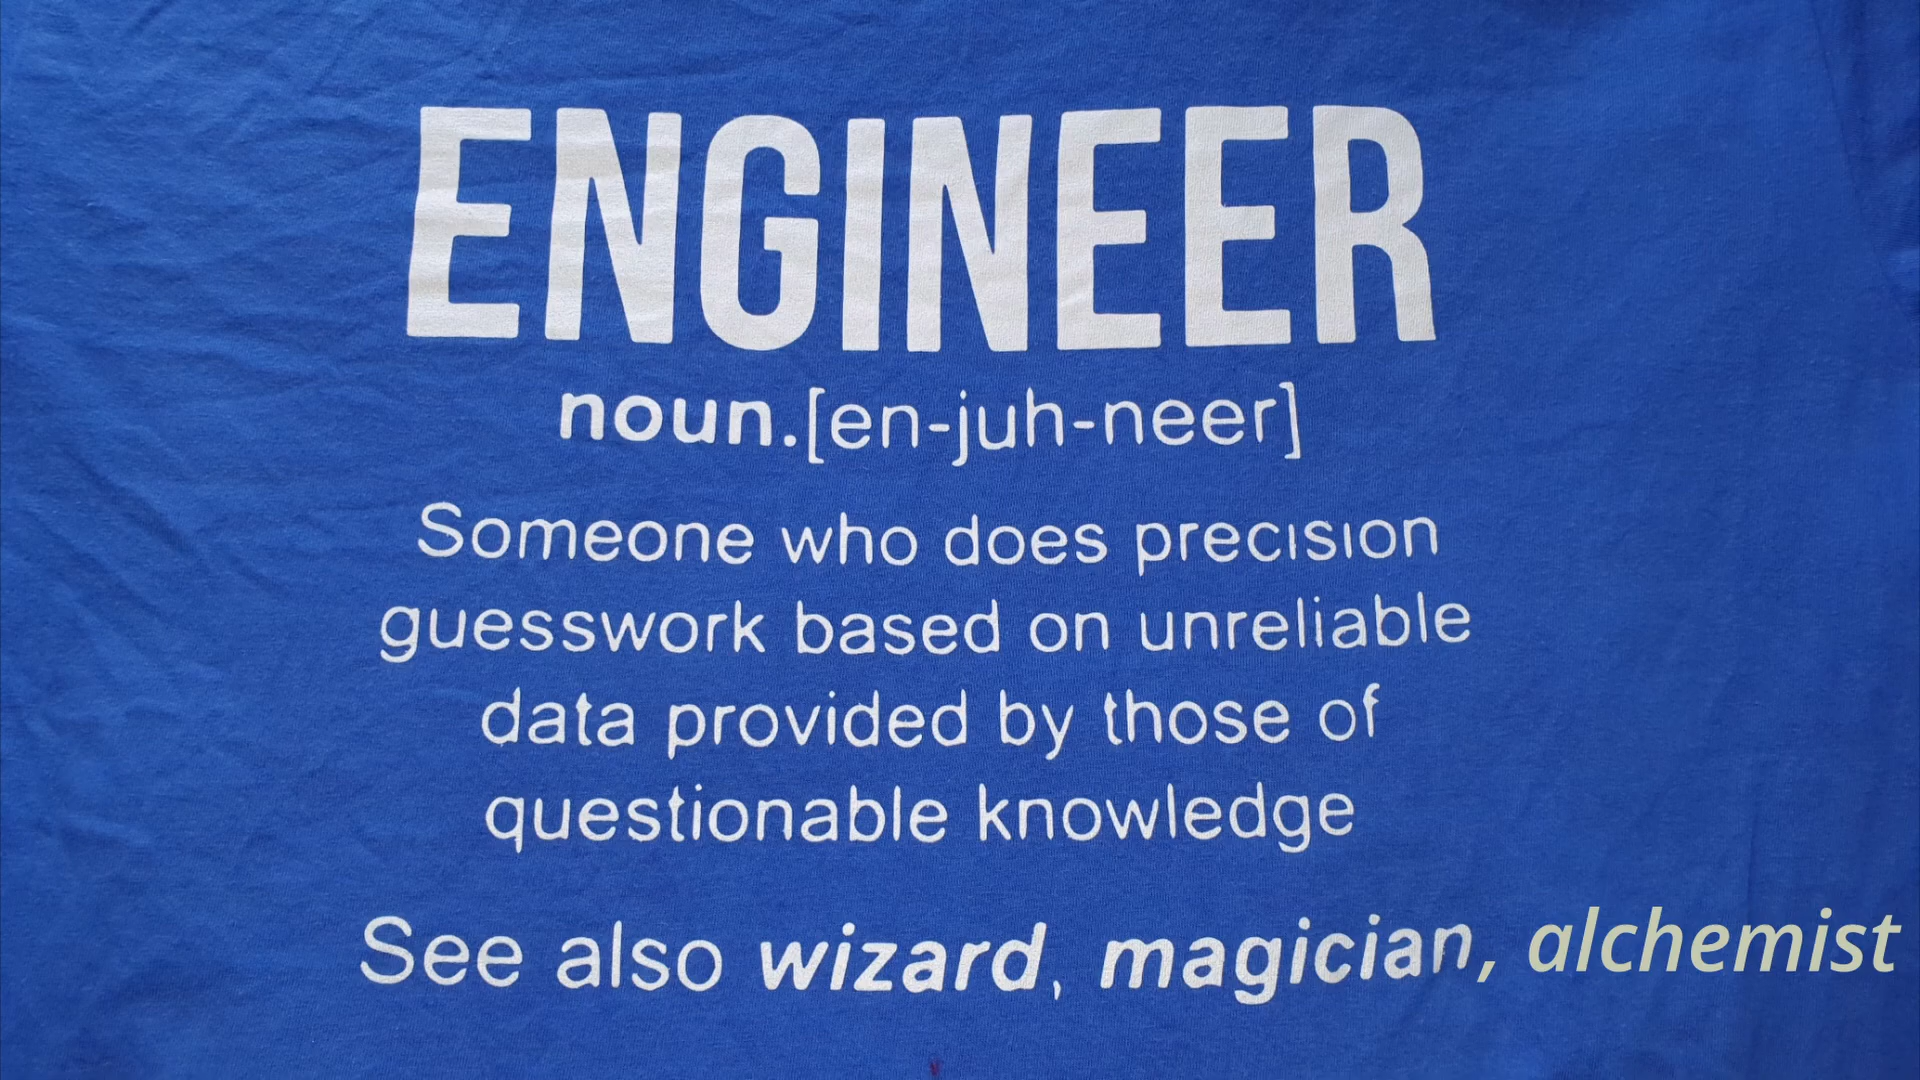 ENGINEER
noun.[en-juh-neer]
Someone who does precision
guesswork based on unreliable
data provided by those of
questionable knowledge
See also wizard, magician, alchemist